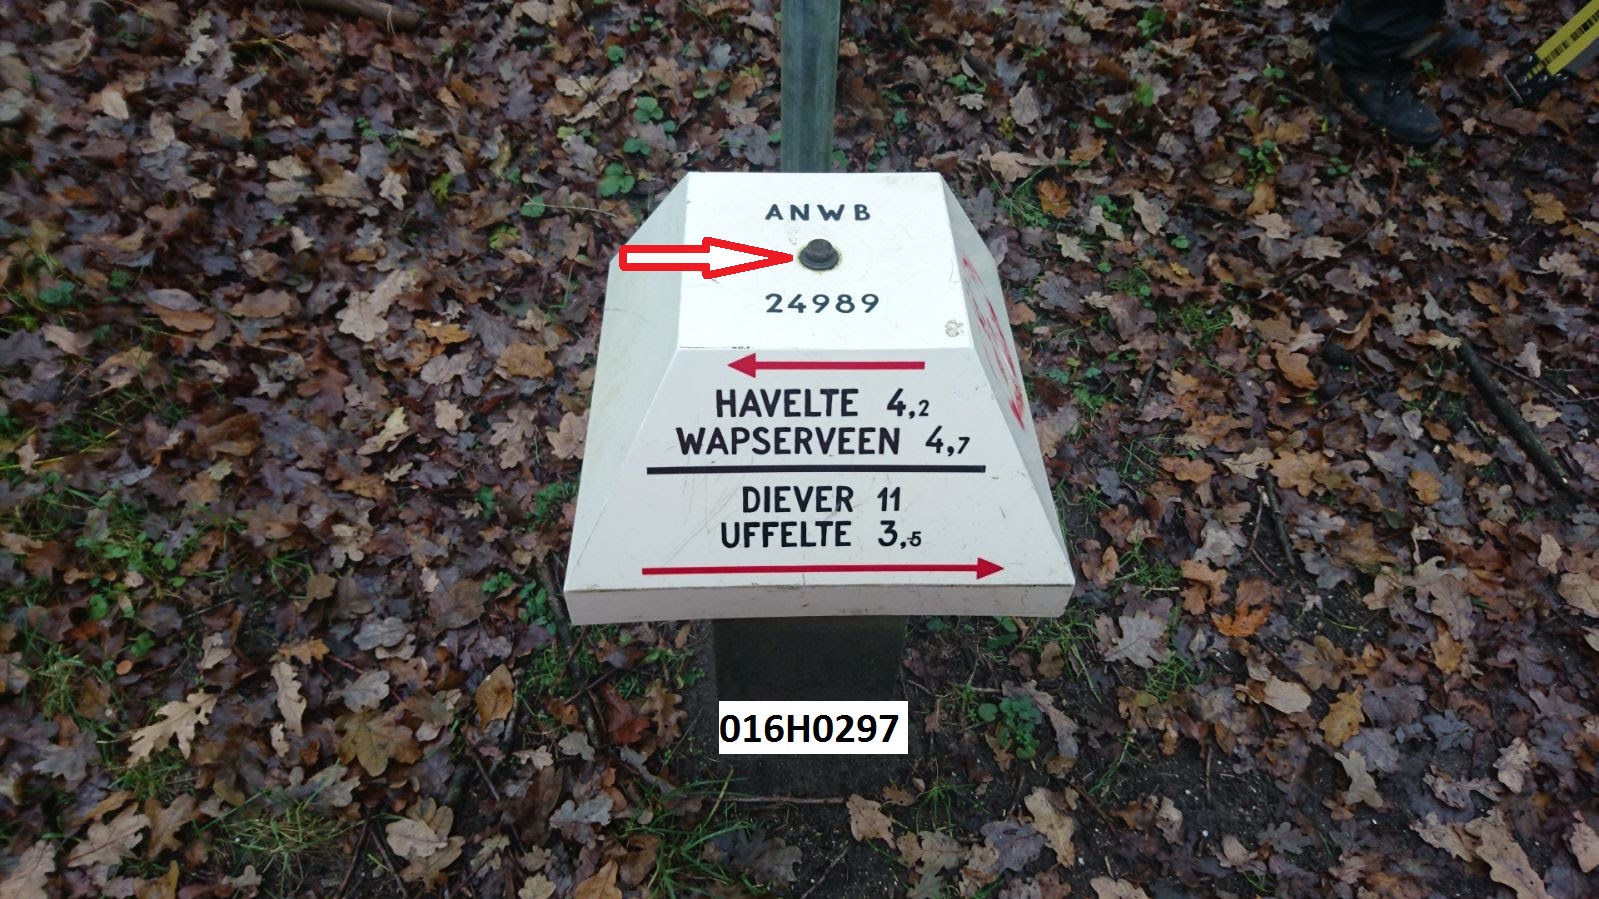 ANWB
24989
HAVELTE 4,2
WAPSERVEEN 4,7
DIEVER 11
UFFELTE 3,5
016H0297